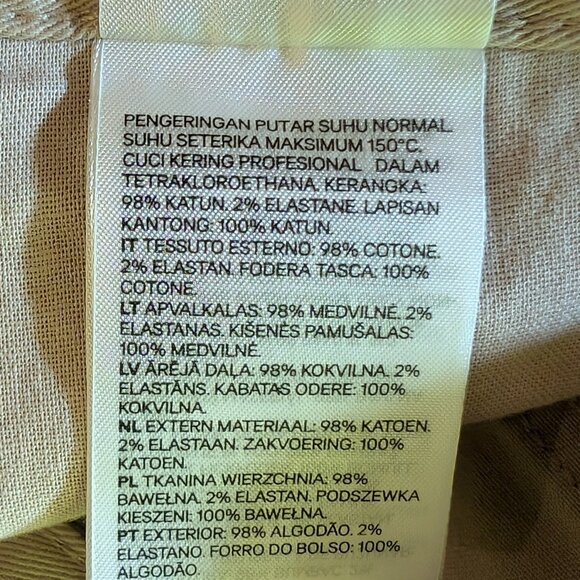 PENGERINGAN PUTAR SUHU NORMAL.
SUHU SETERIKA MAKSIMUM 150°C.
CUCI KERING PROFESIONAL DALAM
TETRAKLOROETHANA. KERANGKA:
98% KATUN. 2% ELASTANE. LAPISAN
KANTONG: 100% KATUN.
IT TESSUTO ESTERNO: 98% COTONE.
2% ELASTAN. FODERA TASCA: 100%
COTONE.
LT APVALKALAS: 98% MEDVILNĖ. 2%
ELASTANAS. KIŠENĖS PAMUŠALAS:
100% MEDVILNĖ.
LV ĀRĒJĀ DAĻA: 98% KOKVILNA. 2%
ELASTĀNS. KABATAS ODERE: 100%
KOKVILNA.
NL EXTERN MATERIAAL: 98% KATOEN.
2% ELASTAAN. ZAKVOERING: 100%
KATOEN.
PL TKANINA WIERZCHNIA: 98%
BAWEŁNA. 2% ELASTAN. PODSZEWKA
KIESZENI: 100% BAWEŁNA.
PT EXTERIOR: 98% ALGODÃO. 2%
ELASTANO. FORRO DO BOLSO: 100%
ALGODÃO.